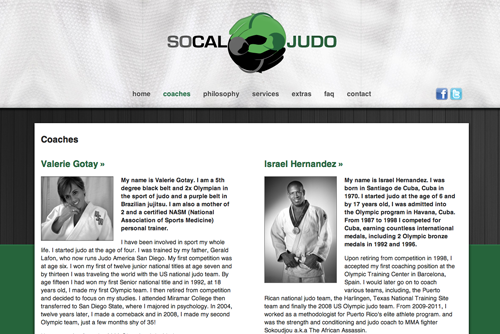 SOCAL JUDO
home coaches philosophy services extras faq contact
Coaches
Valerie Gotay »
My name is Valerie Gotay. I am a 5th
degree black belt and 2x Olympian in
the sport of judo and a purple belt in
Brazilian jujitsu. I am also a mother of
2 and a certified NASM (National
Association of Sports Medicine)
personal trainer.
I have been involved in sport my whole
life. I started judo at the age of four. I was trained by my father, Gerald
Lafon, who now runs Judo America San Diego. My first competition was
at age six. I won my first of twelve junior national titles at age seven and
by thirteen I was traveling the world with the US national judo team. By
age fifteen I had won my first Senior national title and in 1992, at 18
years old, I made my first Olympic team. I then retired from competition
and decided to focus on my studies. I attended Miramar College then
transferred to San Diego State, where I majored in psychology. In 2004,
twelve years later, I made a comeback and in 2008, I made my second
Olympic team, just a few months shy of 35!
Israel Hernandez »
My name is Israel Hernandez. I was
born in Santiago de Cuba, Cuba in
1970. I started judo at the age of 6 and
by 17 years old, I was admitted into
the Olympic program in Havana, Cuba.
From 1987 to 1998 I competed for
Cuba, earning countless international
medals, including 2 Olympic bronze
medals in 1992 and 1996.
Upon retiring from competition in 1998, I
accepted my first coaching position at the
Olympic Training Center in Barcelona,
Spain. I would later go on to coach
various teams, including, the Puerto
Rican national judo team, the Harlingen, Texas National Training Site
team and finally the 2008 US Olympic judo team. From 2009-2011, I
worked as a methodologist for Puerto Rico's elite athlete program. and
was the strength and conditioning and judo coach to MMA fighter
Sokoudjou a.k.a The African Assassin.